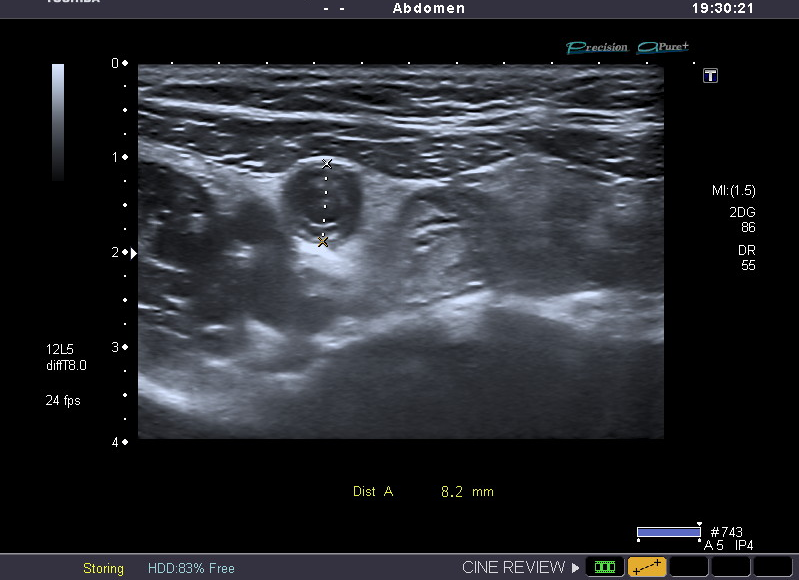 -- Abdomen 19:30:21
Precision APure+
T
0
1
2
3
4
MI:(1.5)
2DG
86
DR
55
12L5
diffT8.0
24 fps
Dist A 8.2 mm
#743
A 5 IP4
Storing HDD:83% Free CINE REVIEW